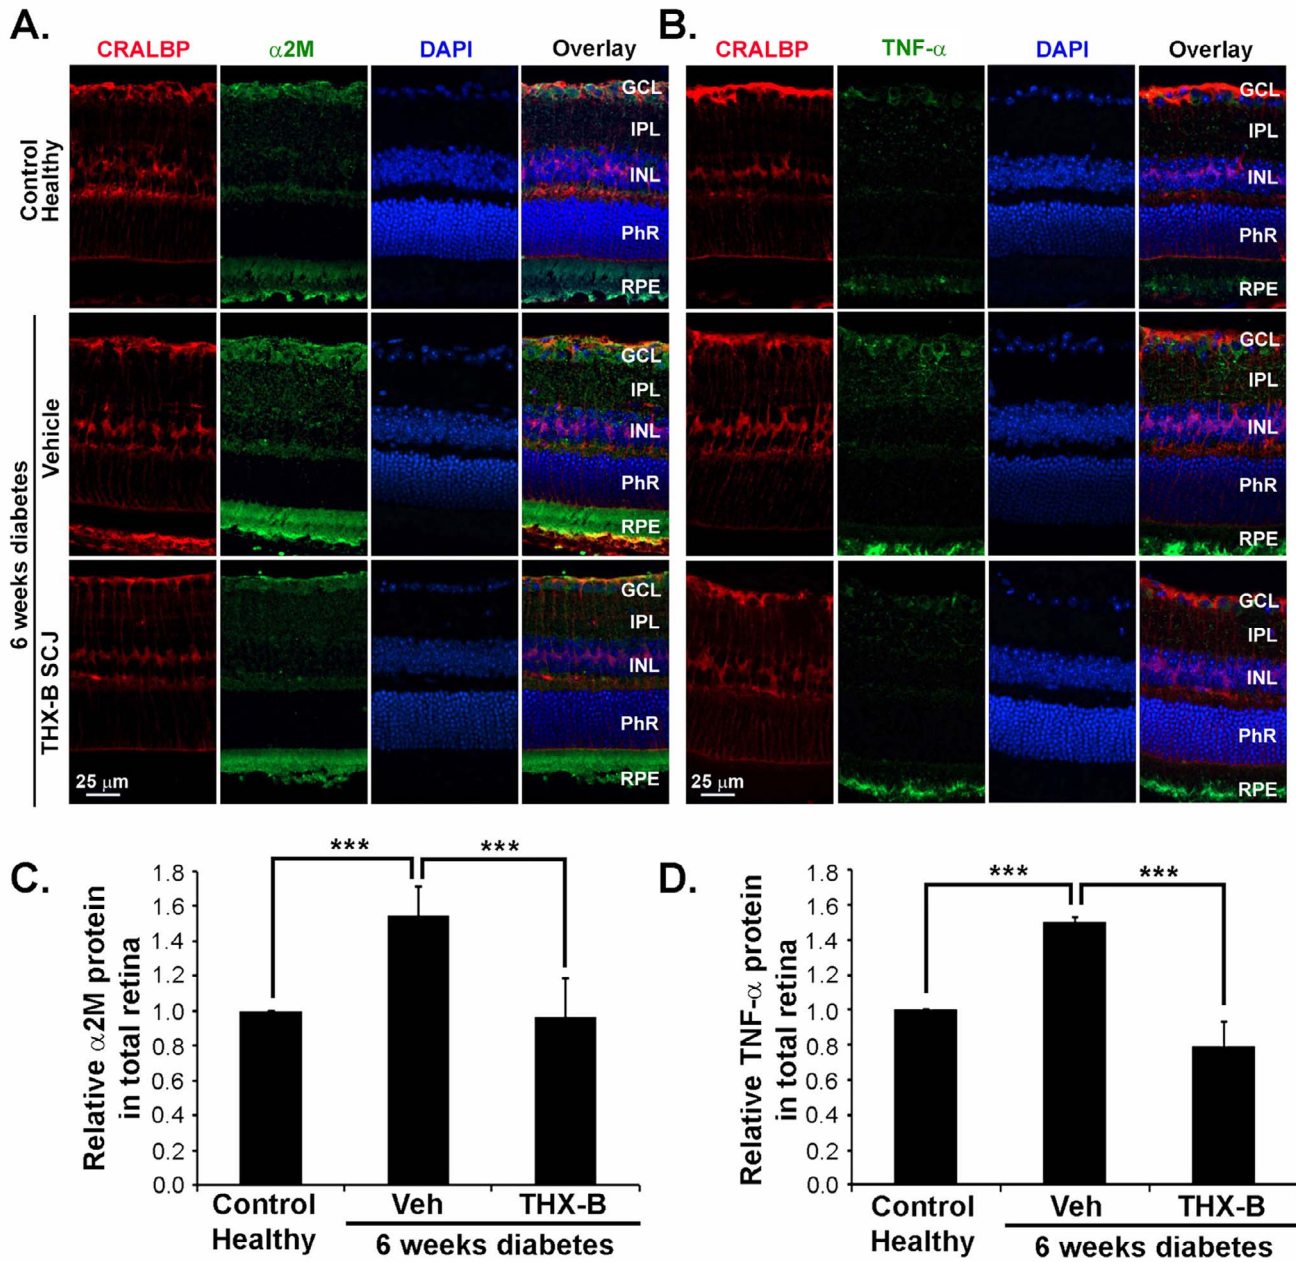 A.
CRALBP α2M DAPI Overlay
Control
Healthy
GCL
IPL
INL
PhR
RPE
6 weeks diabetes
Vehicle
GCL
IPL
INL
PhR
RPE
THX-B SCJ
GCL
IPL
INL
PhR
RPE
25 μm
B.
CRALBP TNF-α DAPI Overlay
GCL
IPL
INL
PhR
RPE
GCL
IPL
INL
PhR
RPE
GCL
IPL
INL
PhR
RPE
25 μm
C.
Relative α2M protein
in total retina
1.8
1.6
1.4
1.2
1.0
0.8
0.6
0.4
0.2
0.0
*** ***
Control Veh THX-B
Healthy 6 weeks diabetes
D.
Relative TNF-α protein
in total retina
1.8
1.6
1.4
1.2
1.0
0.8
0.6
0.4
0.2
0.0
*** ***
Control Veh THX-B
Healthy 6 weeks diabetes